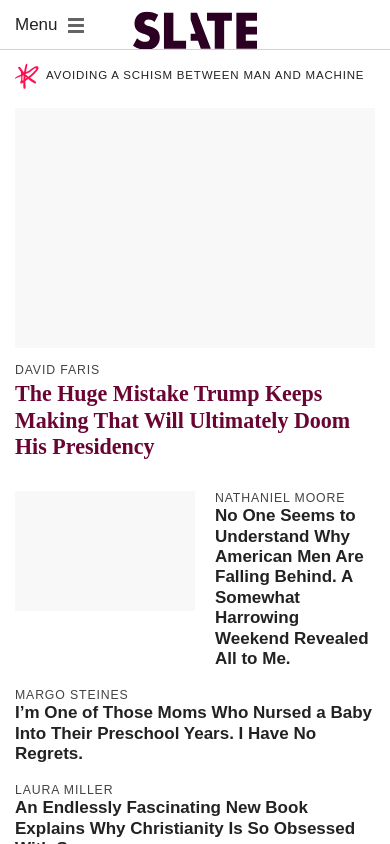 Menu
SLATE
AVOIDING A SCHISM BETWEEN MAN AND MACHINE
DAVID FARIS
The Huge Mistake Trump Keeps
Making That Will Ultimately Doom
His Presidency
NATHANIEL MOORE
No One Seems to
Understand Why
American Men Are
Falling Behind. A
Somewhat
Harrowing
Weekend Revealed
All to Me.
MARGO STEINES
I’m One of Those Moms Who Nursed a Baby
Into Their Preschool Years. I Have No
Regrets.
LAURA MILLER
An Endlessly Fascinating New Book
Explains Why Christianity Is So Obsessed